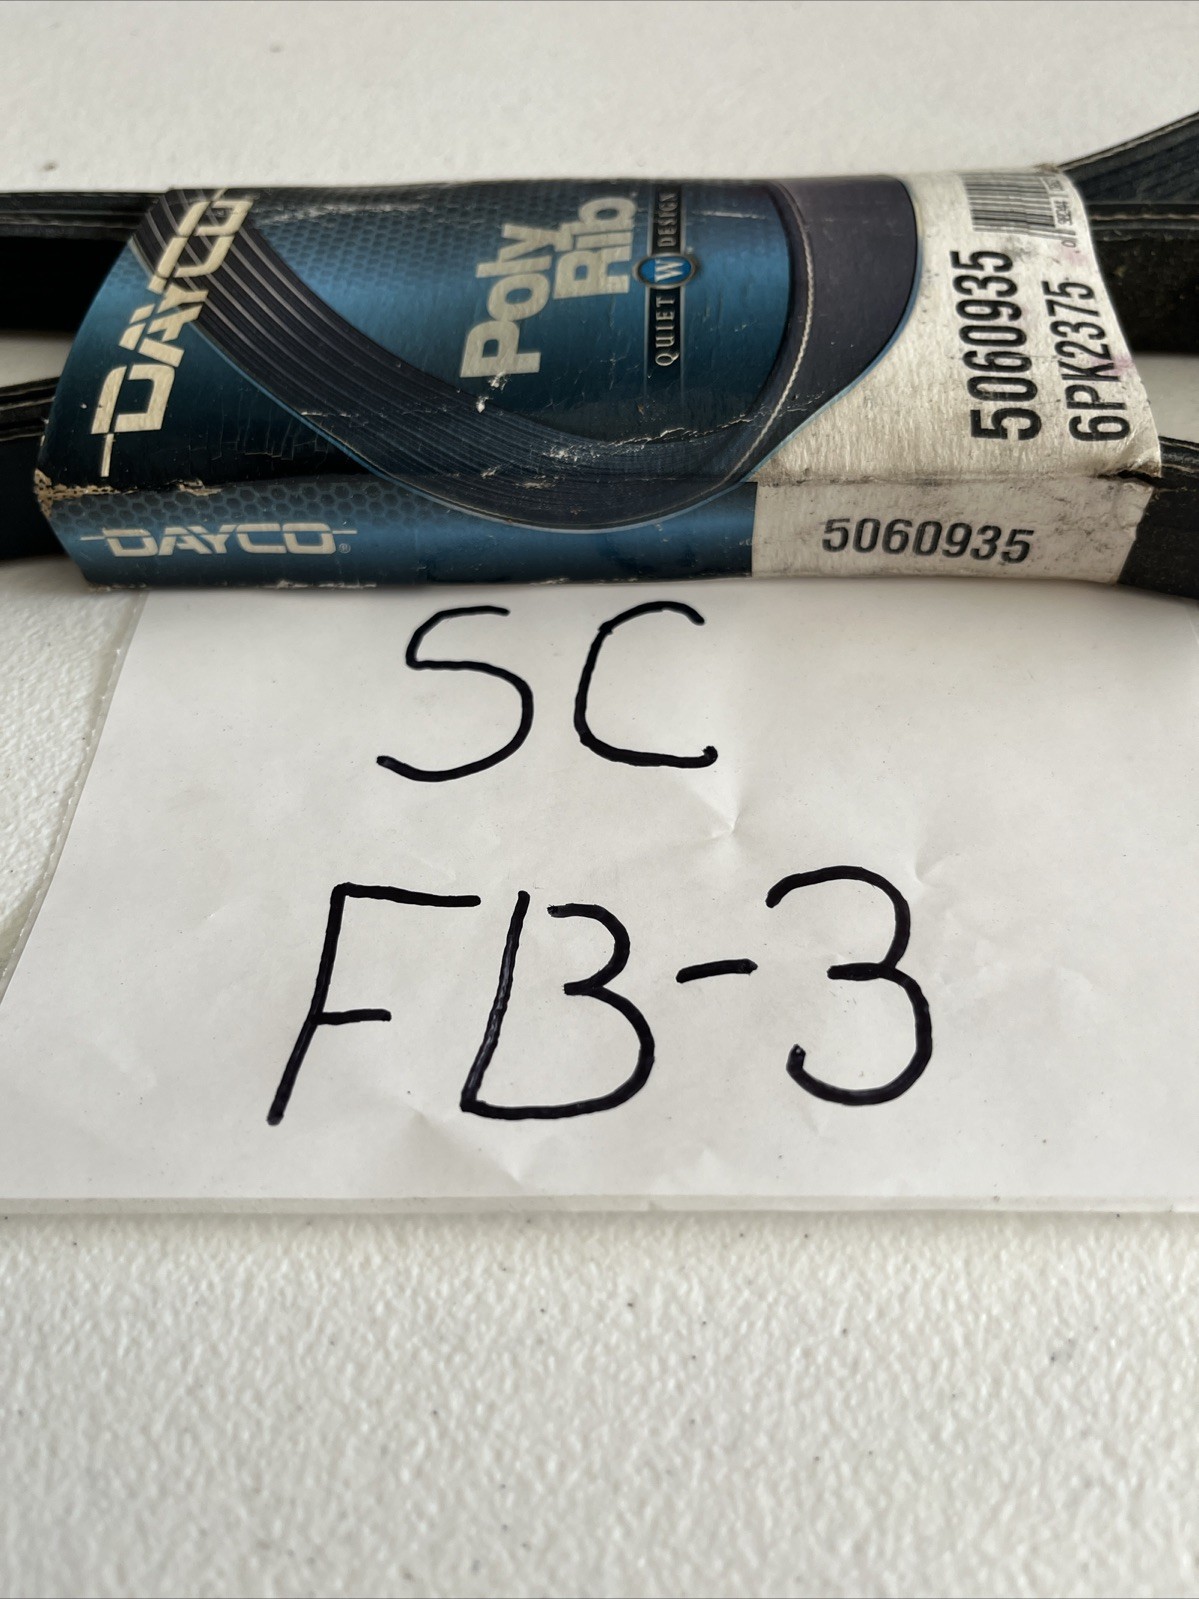 DAYCO
Poly
Rib
QUIET W DESIGN
5060935
6PK2375
DAYCO®
5060935
SC
FB-3